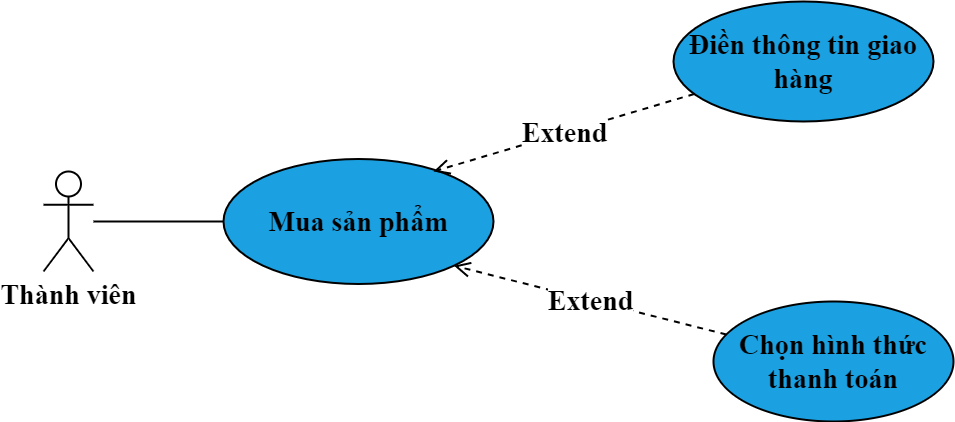 Điền thông tin giao
hàng
Extend
Mua sản phẩm
Thành viên
Extend
Chọn hình thức
thanh toán